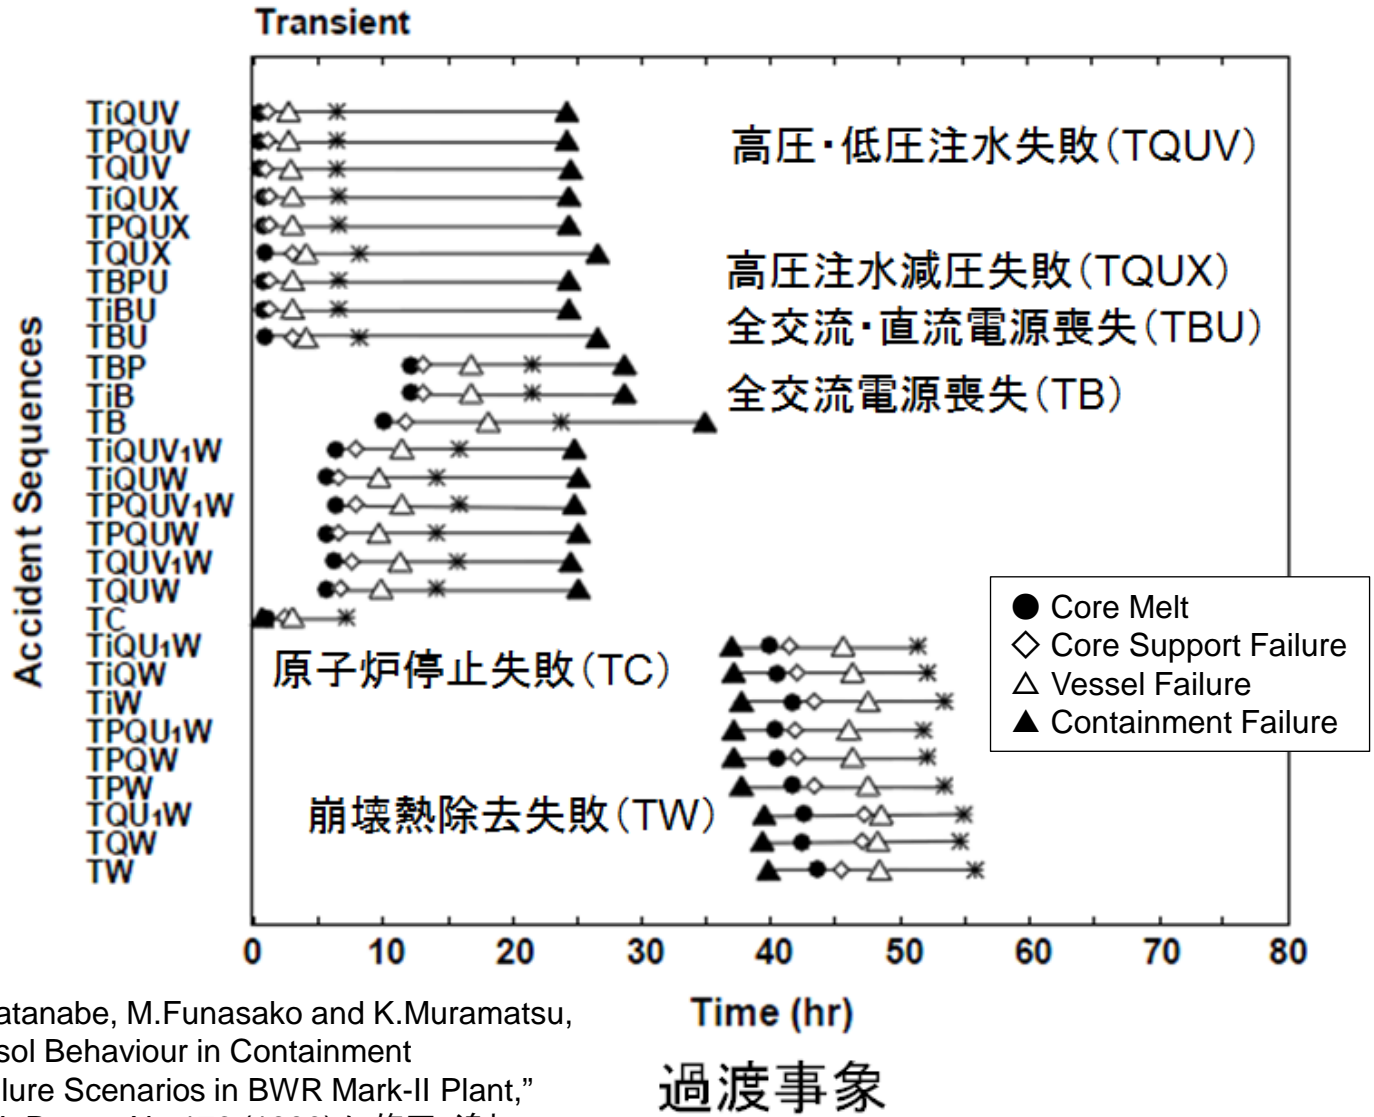 Transient
Accident Sequences
TiQUV
TPQUV
TQUV
TiQUX
TPQUX
TQUX
TBPU
TiBU
TBU
TBP
TiB
TB
TiQUV₁W
TiQUW
TPQUV₁W
TPQUW
TQUV₁W
TQUW
TC
TiQU₁W
TiQW
TiW
TPQU₁W
TPQW
TPW
TQU₁W
TQW
TW
高圧・低圧注水失敗(TQUV)
高圧注水減圧失敗(TQUX)
全交流・直流電源喪失(TBU)
全交流電源喪失(TB)
原子炉停止失敗(TC)
崩壊熱除去失敗(TW)
Core Melt
Core Support Failure
Vessel Failure
Containment Failure
0 10 20 30 40 50 60 70 80
Time (hr)
過渡事象
atanabe, M.Funasako and K.Muramatsu,
sol Behaviour in Containment
lure Scenarios in BWR Mark-II Plant,”